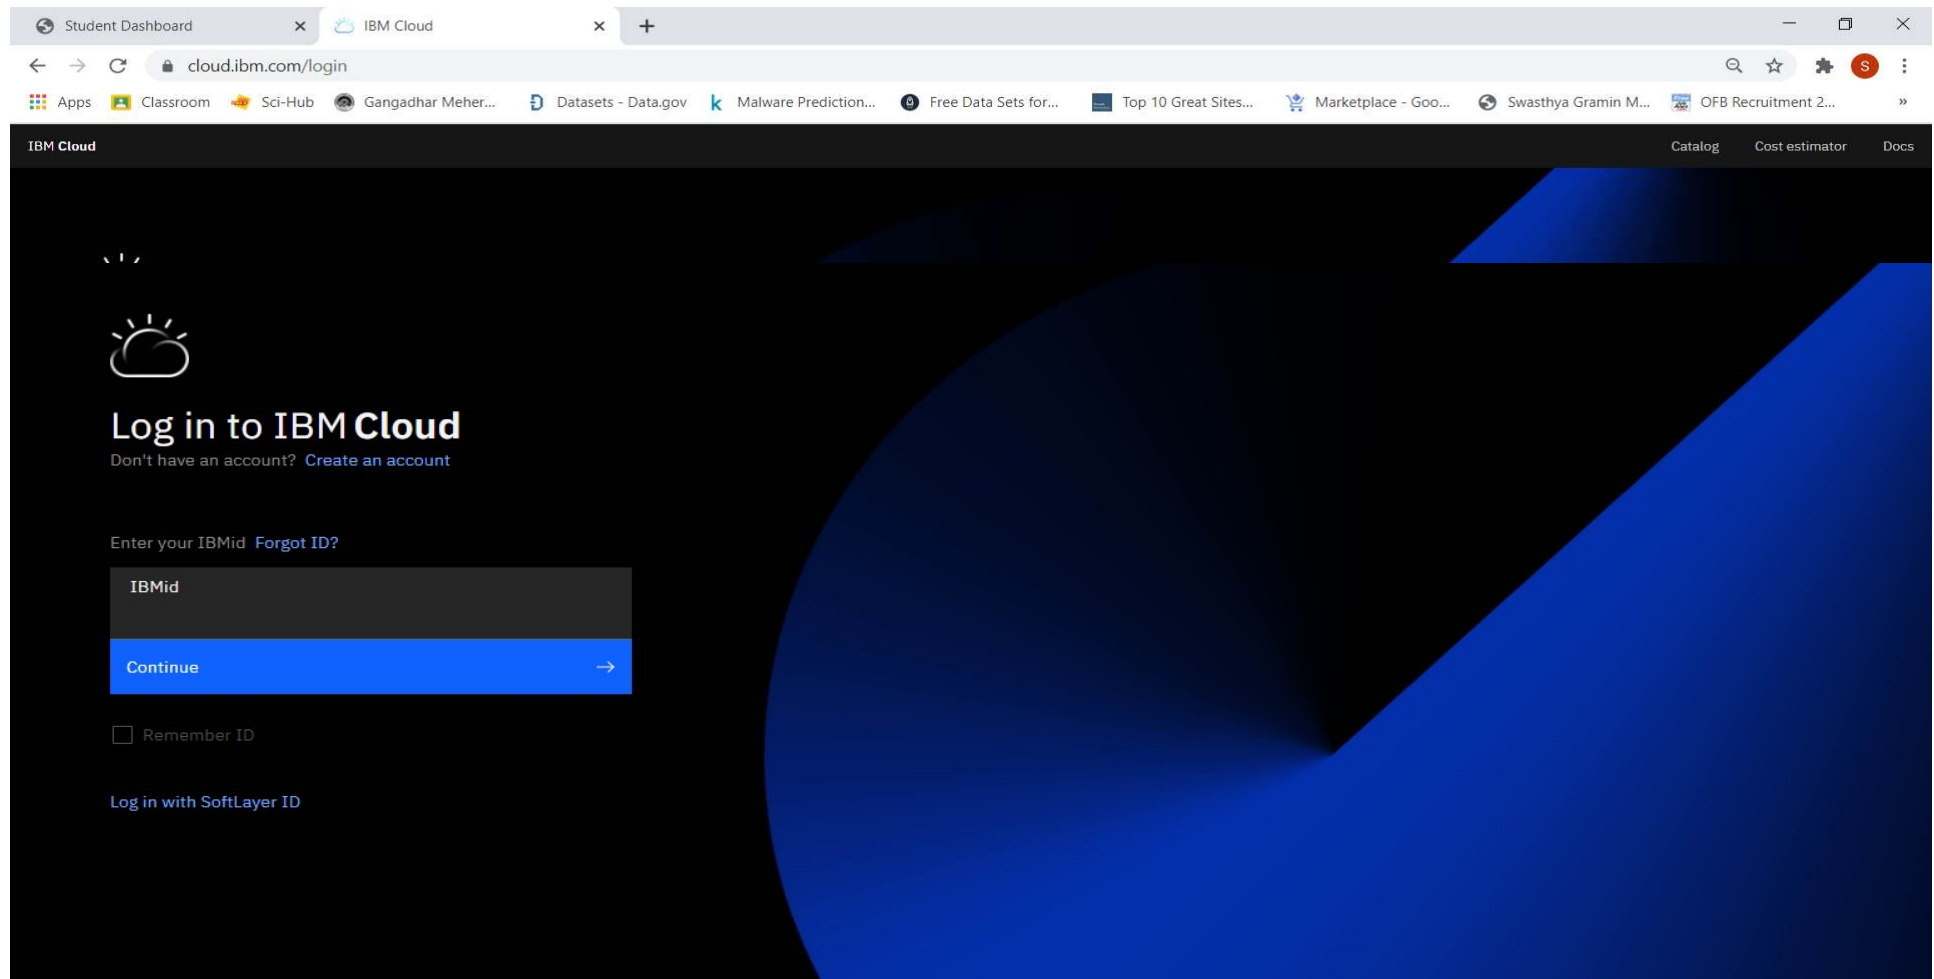 Student Dashboard IBM Cloud
cloud.ibm.com/login S
Apps Classroom Sci-Hub Gangadhar Meher... Datasets - Data.gov Malware Prediction... Free Data Sets for... Top 10 Great Sites... Marketplace - Goo... Swasthya Gramin M... OFB Recruitment 2... »
IBM Cloud Catalog Cost estimator Docs
Log in to IBM Cloud
Don't have an account? Create an account
Enter your IBMid Forgot ID?
IBMid
Continue
Remember ID
Log in with SoftLayer ID